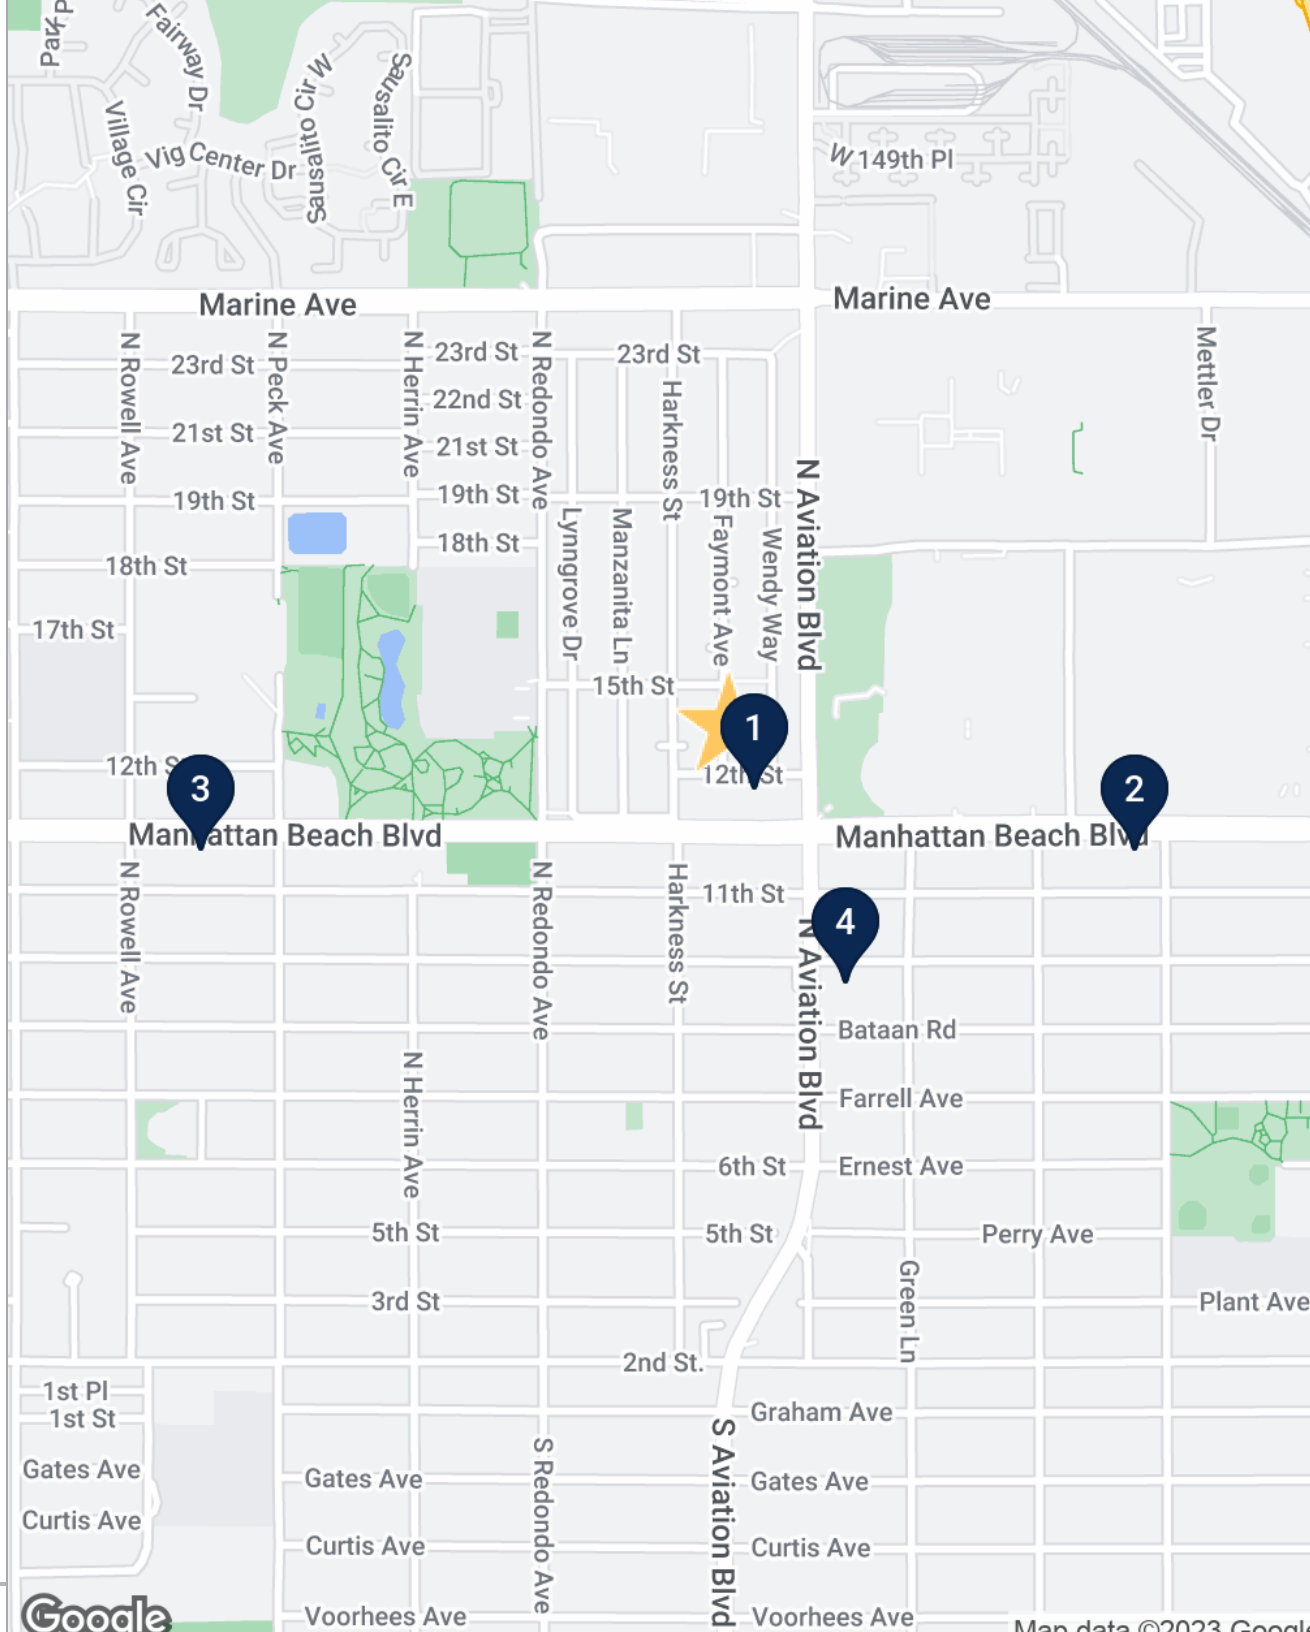 Park P
Fairway Dr
Village Cir
Vig Center Dr
Sausalito Cir W
Sausalito Cir E
W 149th Pl
Marine Ave
Marine Ave
N Rowell Ave
N Peck Ave
N Herrin Ave
N Redondo Ave
23rd St
23rd St
23rd St
22nd St
21st St
21st St
Harkness St
Mettler Dr
19th St
19th St
19th St
N Aviation Blvd
18th St
18th St
Lynngrove Dr
Manzanita Ln
Faymont Ave
Wendy Way
17th St
15th St
1
12th St
12th St
3
2
Manhattan Beach Blvd
Manhattan Beach Blvd
N Rowell Ave
N Redondo Ave
Harkness St
11th St
4
N Aviation Blvd
Bataan Rd
N Herrin Ave
Farrell Ave
6th St
Ernest Ave
5th St
5th St
Perry Ave
Green Ln
3rd St
Plant Ave
2nd St.
1st Pl
1st St
Graham Ave
S Aviation Blvd
S Redondo Ave
Gates Ave
Gates Ave
Gates Ave
Curtis Ave
Curtis Ave
Curtis Ave
Google
Voorhees Ave
Voorhees Ave
Map data ©2023 Google